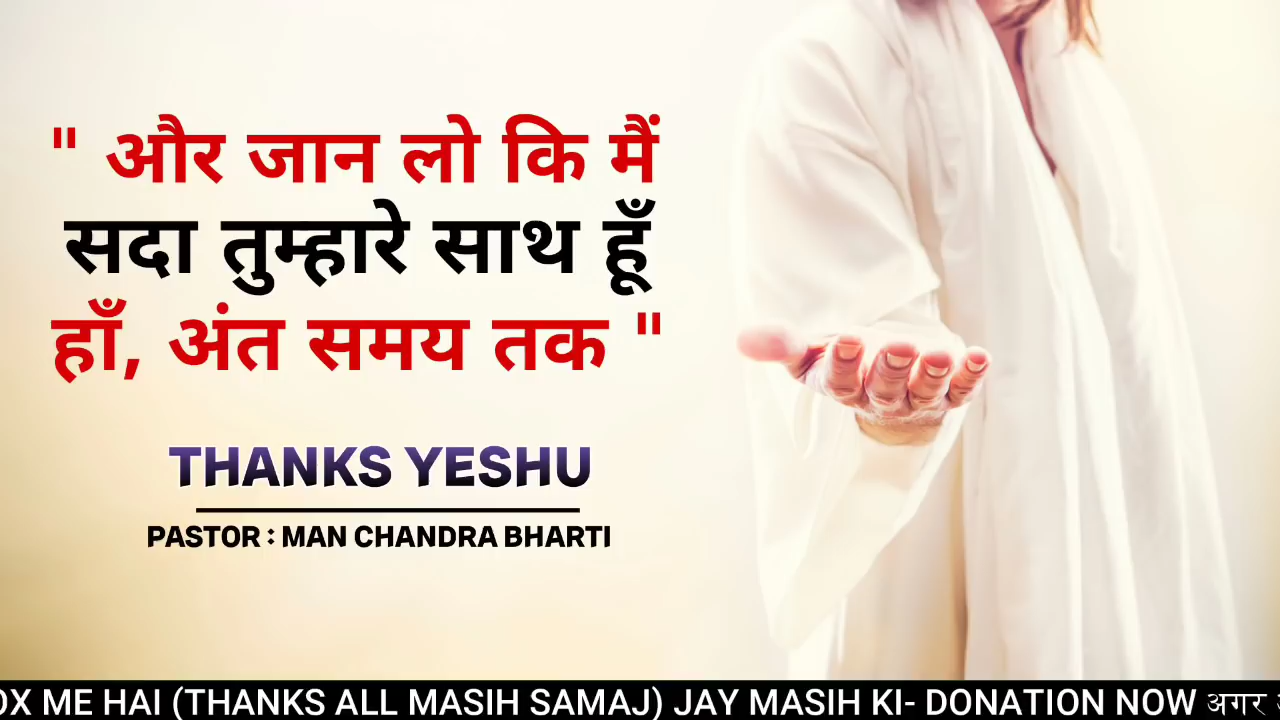 " और जान लो कि मैं
सदा तुम्हारे साथ हूँ
हाँ, अंत समय तक "
THANKS YESHU
PASTOR : MAN CHANDRA BHARTI
ME HAI (THANKS ALL MASIH SAMAJ) JAY MASIH KI- DONATION NOW अगर